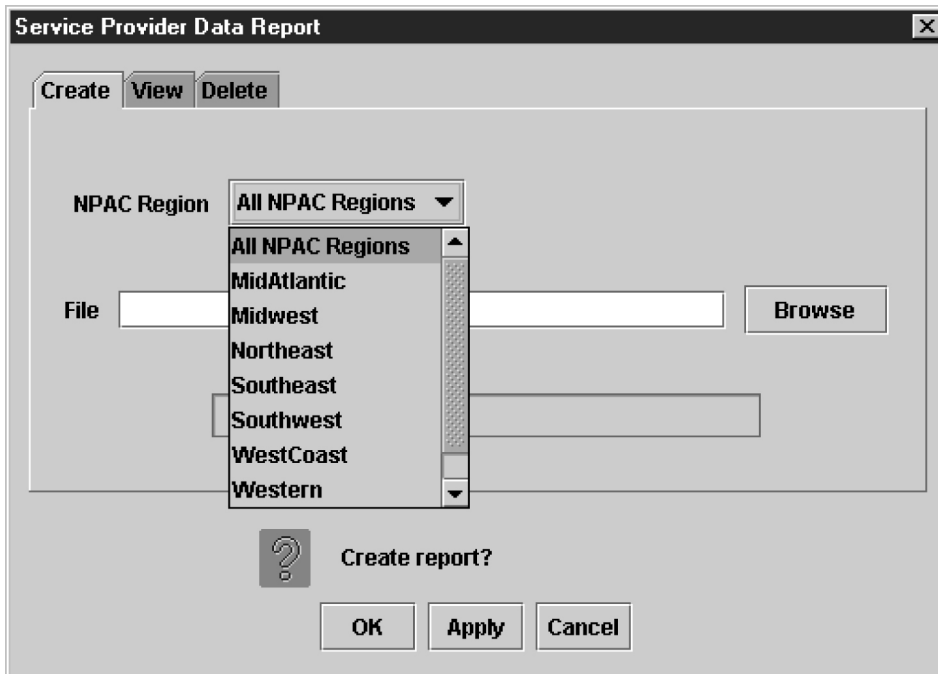 Service Provider Data Report
Create View Delete
NPAC Region All NPAC Regions
All NPAC Regions
MidAtlantic
Midwest
Northeast
Southeast
Southwest
WestCoast
Western
File Browse
Create report?
OK Apply Cancel